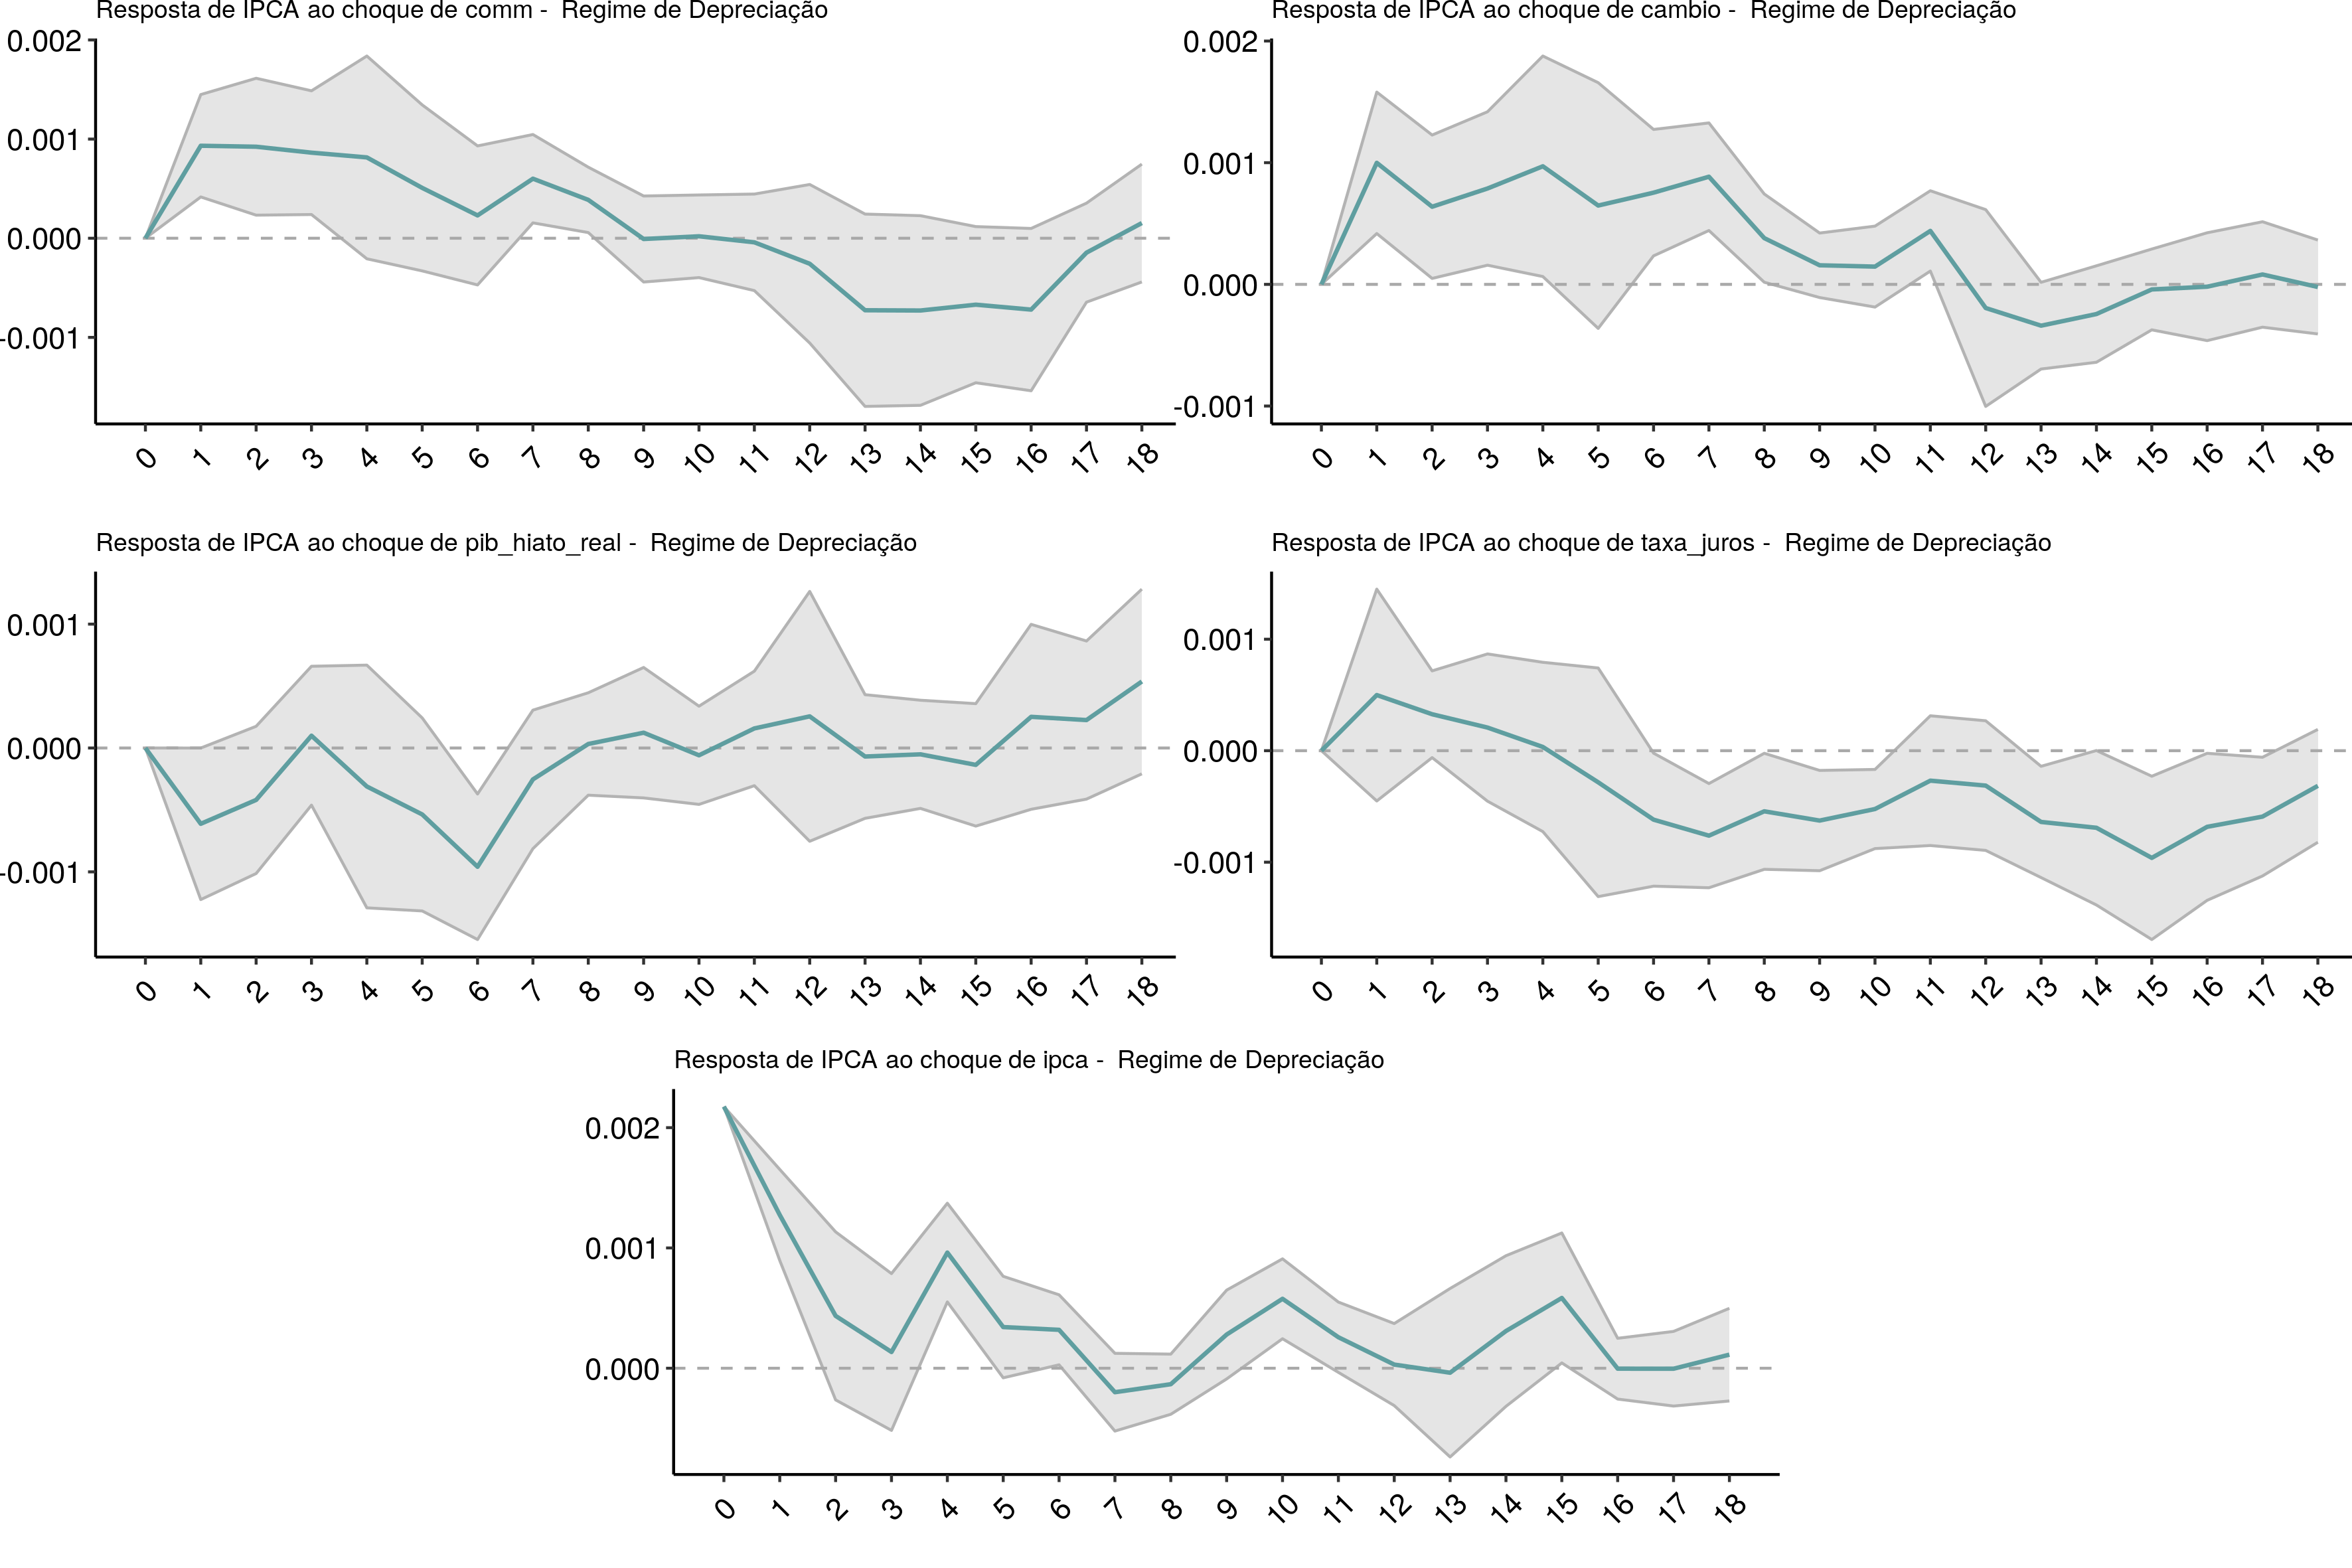 Resposta de IPCA ao choque de comm -  Regime de Depreciação
0.002
0.001
0.000
-0.001
0 1 2 3 4 5 6 7 8 9 10 11 12 13 14 15 16 17 18
Resposta de IPCA ao choque de cambio -  Regime de Depreciação
0.002
0.001
0.000
-0.001
0 1 2 3 4 5 6 7 8 9 10 11 12 13 14 15 16 17 18
Resposta de IPCA ao choque de pib_hiato_real -  Regime de Depreciação
0.001
0.000
-0.001
0 1 2 3 4 5 6 7 8 9 10 11 12 13 14 15 16 17 18
Resposta de IPCA ao choque de taxa_juros -  Regime de Depreciação
0.001
0.000
-0.001
0 1 2 3 4 5 6 7 8 9 10 11 12 13 14 15 16 17 18
Resposta de IPCA ao choque de ipca -  Regime de Depreciação
0.002
0.001
0.000
0 1 2 3 4 5 6 7 8 9 10 11 12 13 14 15 16 17 18